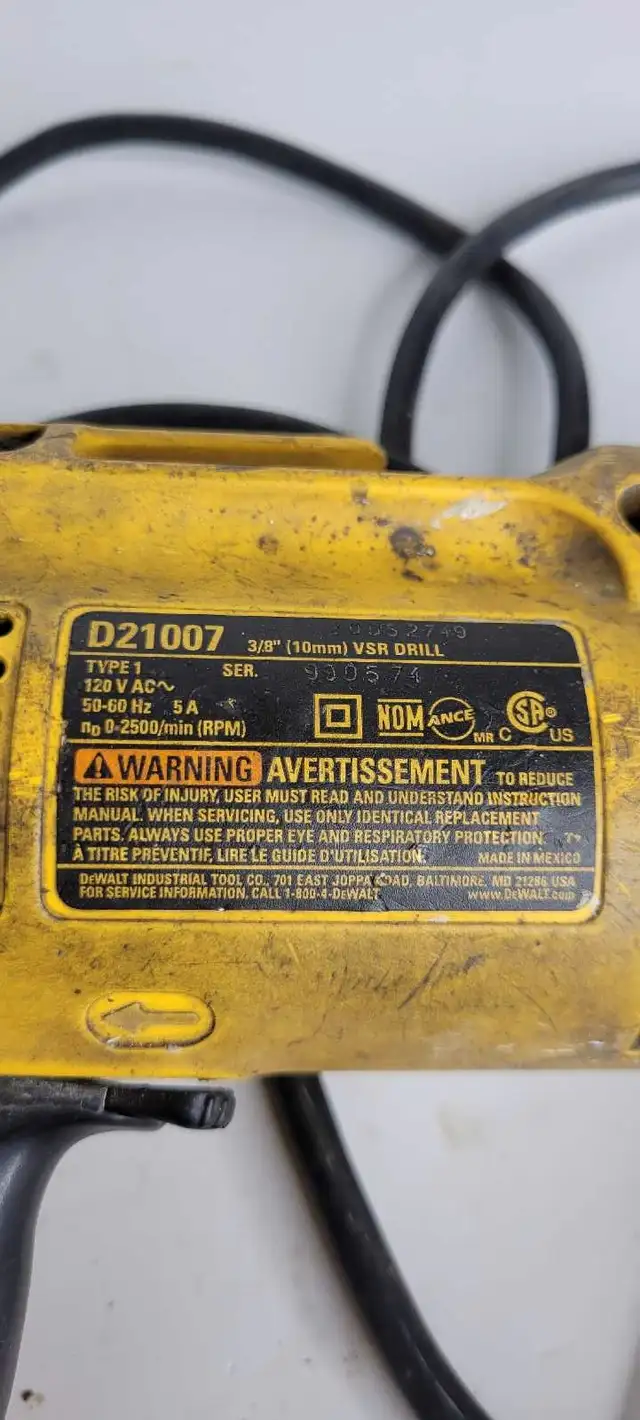 D21007 3/8" (10mm) VSR DRILL
TYPE 1 SER. 930574
120 V AC~
50-60 Hz 5 A
n₀ 0-2500/min (RPM)
NOM ANCE MR C SA ® US
WARNING AVERTISSEMENT TO REDUCE
THE RISK OF INJURY, USER MUST READ AND UNDERSTAND INSTRUCTION
MANUAL. WHEN SERVICING, USE ONLY IDENTICAL REPLACEMENT
PARTS. ALWAYS USE PROPER EYE AND RESPIRATORY PROTECTION.
À TITRE PRÉVENTIF, LIRE LE GUIDE D'UTILISATION. MADE IN MEXICO
DEWALT INDUSTRIAL TOOL CO., 701 EAST JOPPA ROAD, BALTIMORE, MD 21286 USA
FOR SERVICE INFORMATION, CALL 1-800-4-DEWALT www.DEWALT.com